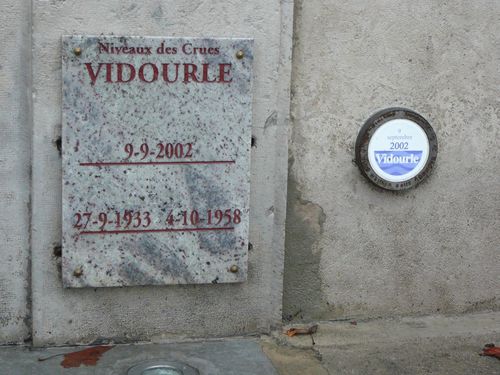 Niveaux des Crues
VIDOURLE
9-9-2002
27-9-1933 4-10-1958
9
septembre
2002
Vidourle